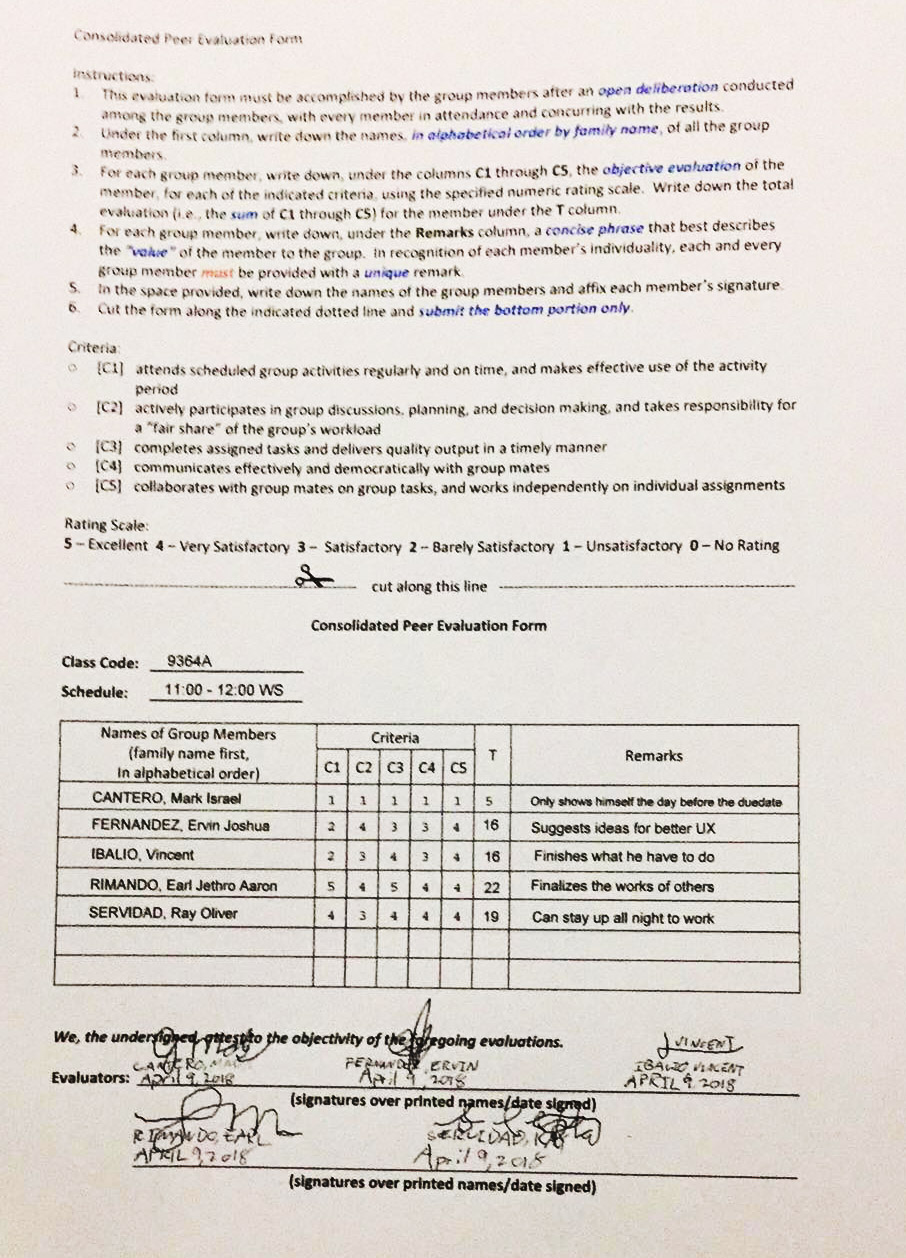 Consolidated Peer Evaluation Form
Instructions:
1. This evaluation form must be accomplished by the group members after an open deliberation conducted
among the group members, with every member in attendance and concurring with the results.
2. Under the first column, write down the names, in alphabetical order by family name, of all the group
members.
3. For each group member, write down, under the columns C1 through C5, the objective evaluation of the
member, for each of the indicated criteria, using the specified numeric rating scale. Write down the total
evaluation (i.e., the sum of C1 through C5) for the member under the T column.
4. For each group member, write down, under the Remarks column, a concise phrase that best describes
the "value" of the member to the group. In recognition of each member's individuality, each and every
group member must be provided with a unique remark.
5. In the space provided, write down the names of the group members and affix each member's signature.
6. Cut the form along the indicated dotted line and submit the bottom portion only.
Criteria:
○ [C1] attends scheduled group activities regularly and on time, and makes effective use of the activity
period
○ [C2] actively participates in group discussions, planning, and decision making, and takes responsibility for
a "fair share" of the group's workload
○ [C3] completes assigned tasks and delivers quality output in a timely manner
○ [C4] communicates effectively and democratically with group mates
○ [C5] collaborates with group mates on group tasks, and works independently on individual assignments
Rating Scale:
5 – Excellent 4 – Very Satisfactory 3 – Satisfactory 2 – Barely Satisfactory 1 – Unsatisfactory 0 – No Rating
cut along this line
Consolidated Peer Evaluation Form
Class Code: 9364A
Schedule: 11:00 - 12:00 WS
Names of Group Members
(family name first,
In alphabetical order)
Criteria
C1 C2 C3 C4 C5
T
Remarks
CANTERO, Mark Israel 1 1 1 1 1 5 Only shows himself the day before the duedate
FERNANDEZ, Ervin Joshua 2 4 3 3 4 16 Suggests ideas for better UX
IBALIO, Vincent 2 3 4 3 4 16 Finishes what he have to do
RIMANDO, Earl Jethro Aaron 5 4 5 4 4 22 Finalizes the works of others
SERVIDAD, Ray Oliver 4 3 4 4 4 19 Can stay up all night to work
We, the undersigned, attest to the objectivity of the foregoing evaluations.
VINCENT
CANTERO, FERNANDEZ, ERVIN IBALIO, VINCENT
Evaluators: April 9, 2018 April 9, 2018 APRIL 9, 2018
(signatures over printed names/date signed)
RIMANDO, EARL SERVIDAD,
APRIL 9, 2018 April 9, 2018
(signatures over printed names/date signed)